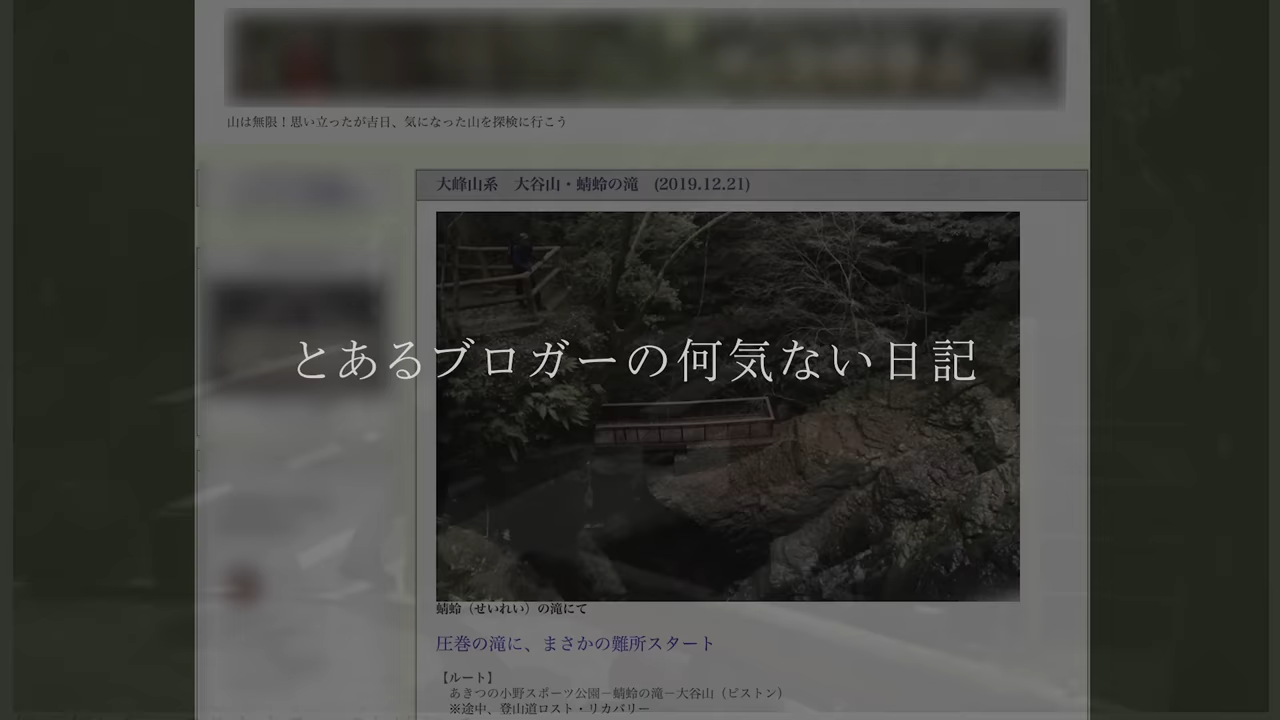 山は無限！思い立ったが吉日、気になった山を探検に行こう
大峰山系　大谷山・蜻蛉の滝　(2019.12.21)
とあるブロガーの何気ない日記
蜻蛉（せいれい）の滝にて
圧巻の滝に、まさかの難所スタート
【ルート】
あきつの小野スポーツ公園－蜻蛉の滝－大谷山（ピストン）
※途中、登山道ロスト・リカバリー